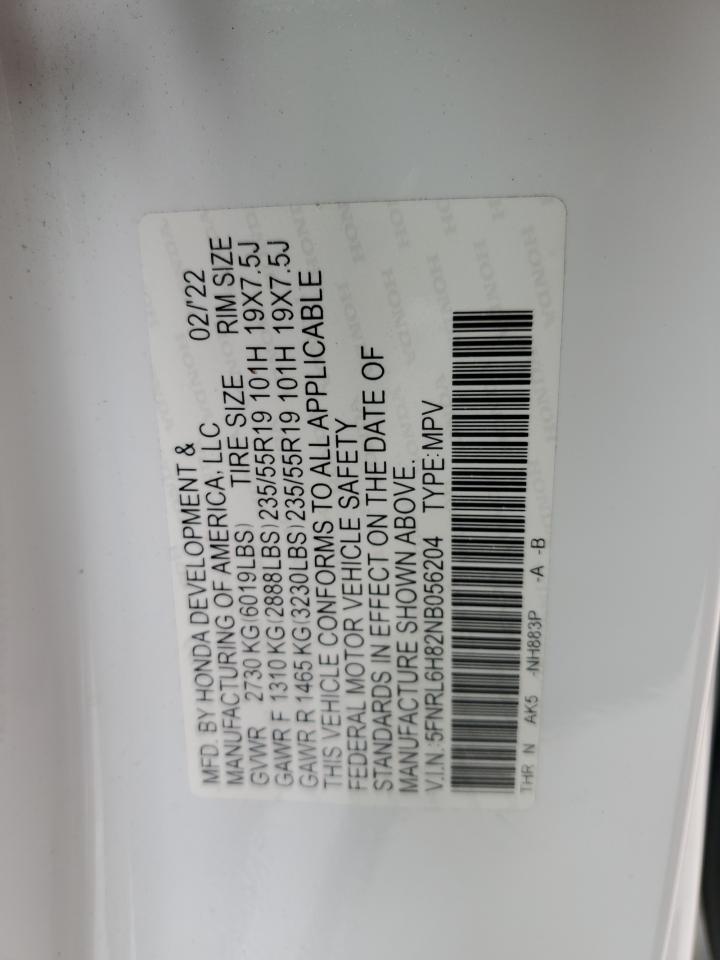 MFD. BY HONDA DEVELOPMENT &
MANUFACTURING OF AMERICA, LLC 02/'22
GVWR 2730 KG(6019LBS) TIRE SIZE RIM SIZE
GAWR F 1310 KG(2888LBS) 235/55R19 101H 19X7.5J
GAWR R 1465 KG(3230LBS) 235/55R19 101H 19X7.5J
THIS VEHICLE CONFORMS TO ALL APPLICABLE
FEDERAL MOTOR VEHICLE SAFETY
STANDARDS IN EFFECT ON THE DATE OF
MANUFACTURE SHOWN ABOVE.
V.I.N.:5FNRL6H82NB056204 TYPE:MPV
THR N AK5 -NH883P -A -B